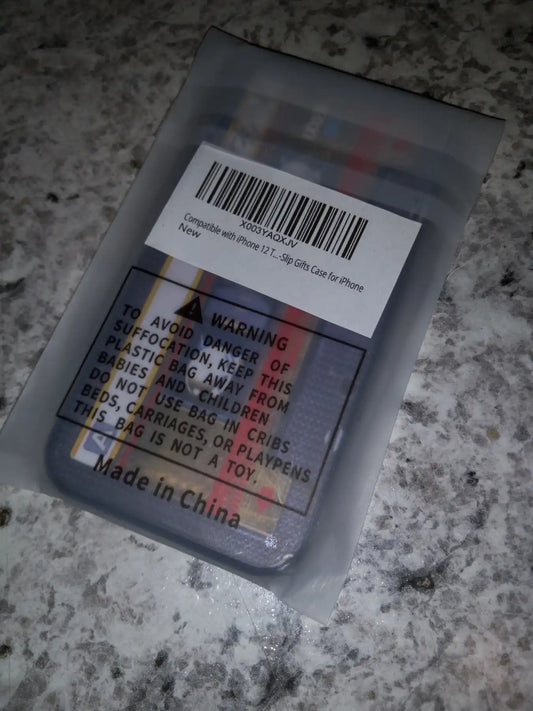 X003YAQXJV
Compatible with iPhone 12 T...-Slip Gifts Case for iPhone
New
WARNING
TO AVOID DANGER OF
SUFFOCATION, KEEP THIS
PLASTIC BAG AWAY FROM
BABIES AND CHILDREN
DO NOT USE BAG IN CRIBS
BEDS, CARRIAGES, OR PLAYPENS
THIS BAG IS NOT A TOY.
Made in China